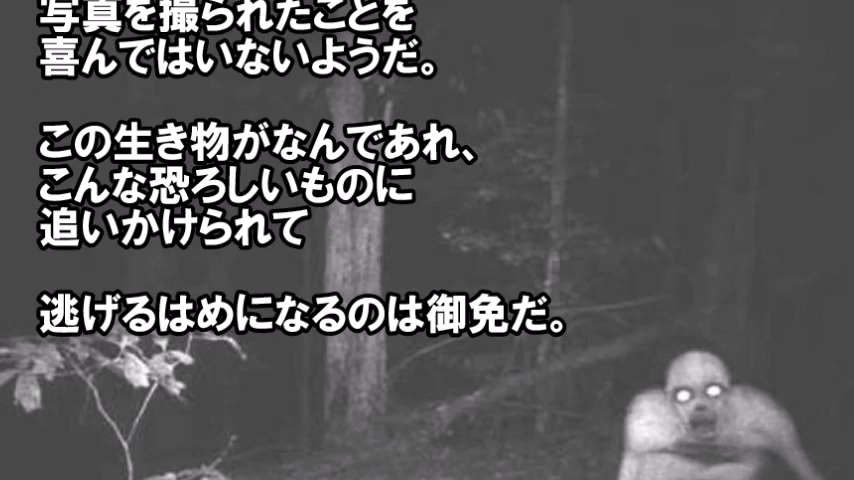 写真を撮られたことを
喜んではいないようだ。
この生き物がなんであれ、
こんな恐ろしいものに
追いかけられて
逃げるはめになるのは御免だ。